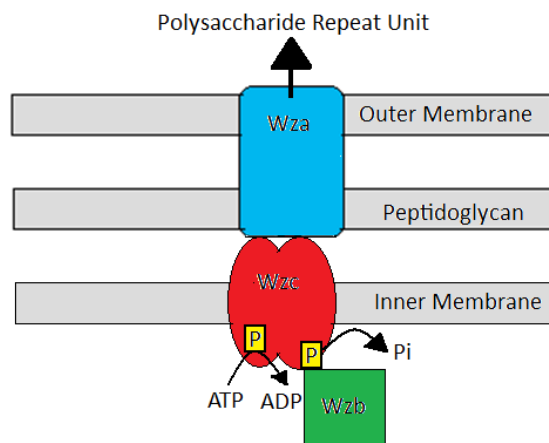 Polysaccharide Repeat Unit
Wza
Outer Membrane
Peptidoglycan
Wzc
Inner Membrane
P
P
Pi
ATP
ADP
Wzb